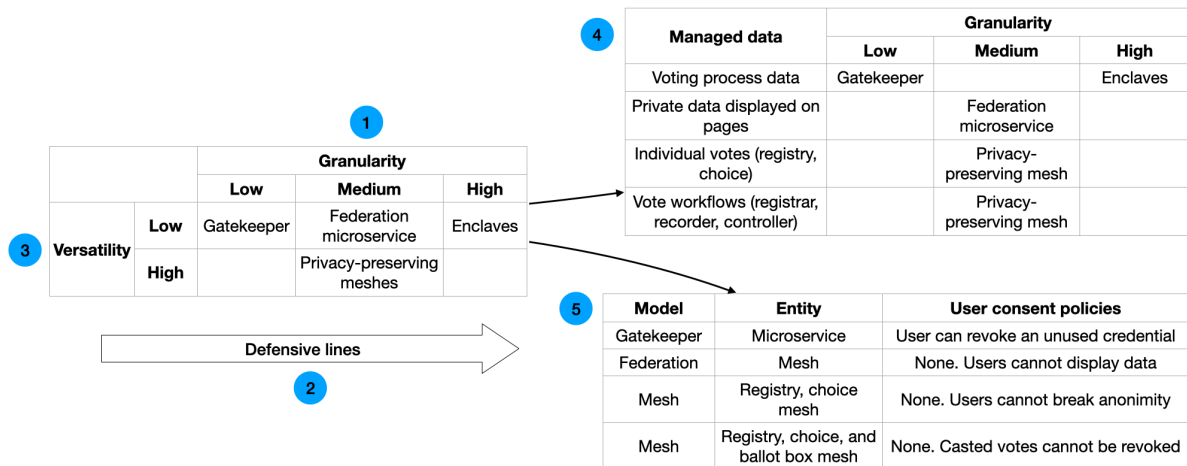 1
Granularity
Low Medium High
Versatility
Low
Gatekeeper
Federation
microservice
Enclaves
High
Privacy-preserving
meshes
3
Defensive lines
2
4
Managed data
Granularity
Low Medium High
Voting process data Gatekeeper Enclaves
Private data displayed on
pages
Federation
microservice
Individual votes (registry,
choice)
Privacy-
preserving mesh
Vote workflows (registrar,
recorder, controller)
Privacy-
preserving mesh
5
Model Entity User consent policies
Gatekeeper Microservice User can revoke an unused credential
Federation Mesh None. Users cannot display data
Mesh
Registry, choice
mesh
None. Users cannot break anonimity
Mesh
Registry, choice, and
ballot box mesh
None. Casted votes cannot be revoked